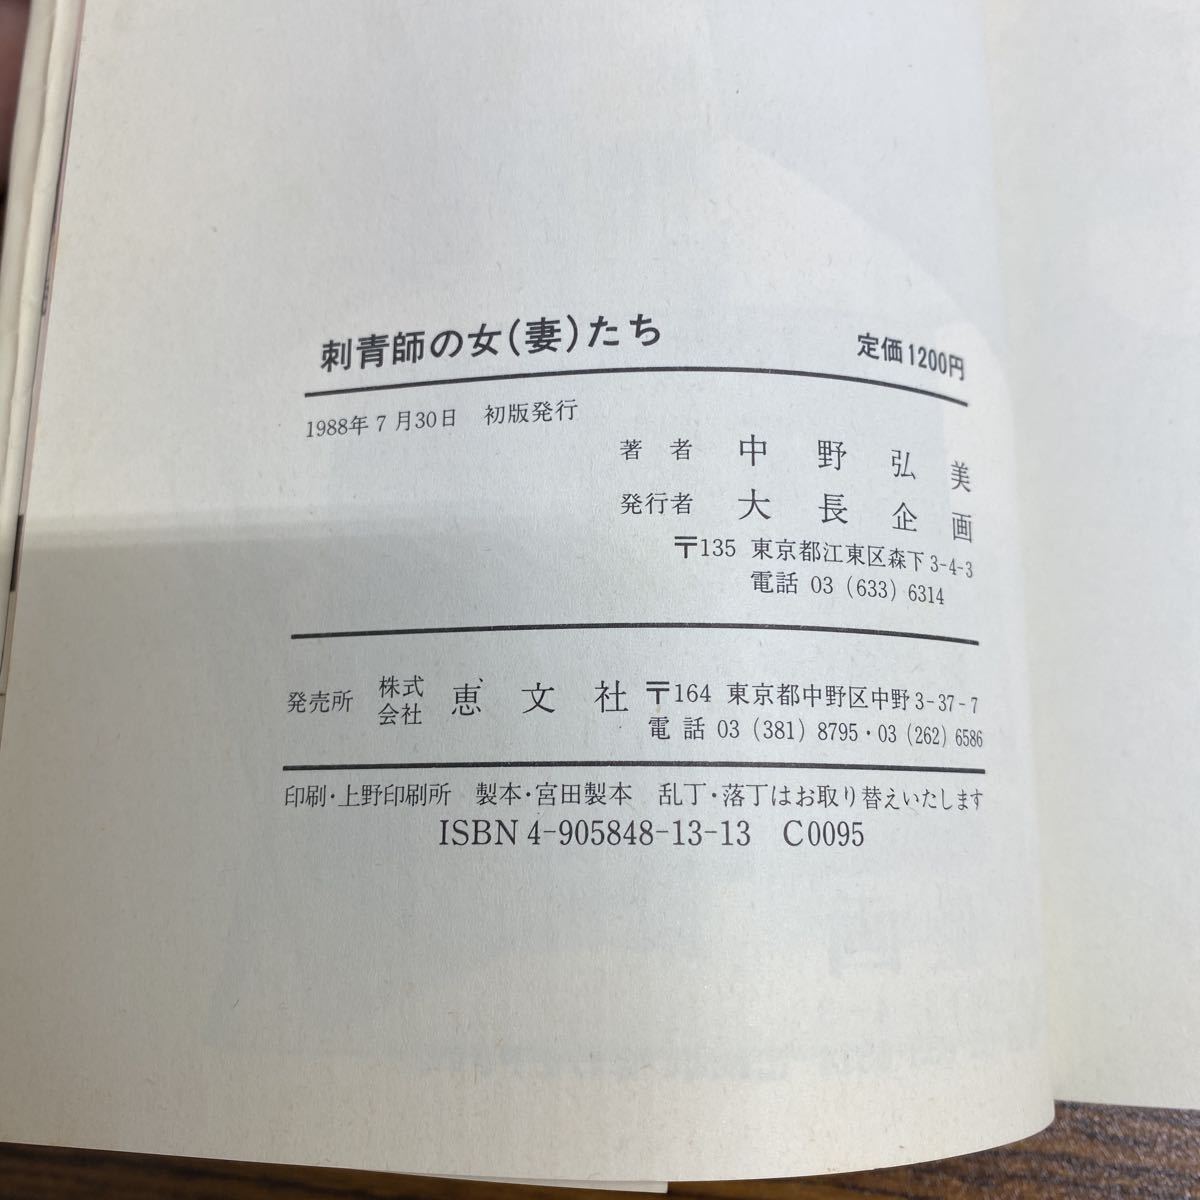 刺青師の女(妻)たち　定価1200円
1988年7月30日　初版発行
著者　中野弘美
発行者　大長企画
〒135 東京都江東区森下3-4-3
電話 03 (633) 6314
発売所　株式会社　恵文社　〒164 東京都中野区中野3-37-7
電話 03 (381) 8795・03 (262) 6586
印刷・上野印刷所　製本・宮田製本　乱丁・落丁はお取り替えいたします
ISBN4-905848-13-13　C0095